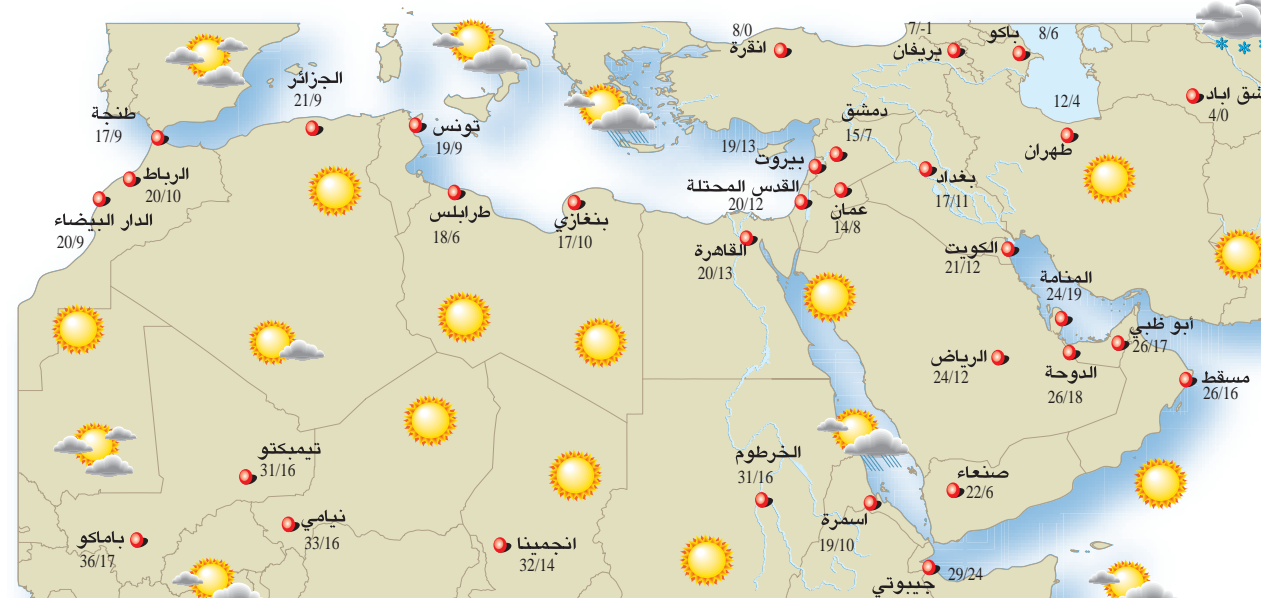 8/0
انقرة
7/-1
يريفان
باكو
8/6
شق اباد
4/0
12/4
طهران
الجزائر
21/9
طنجة
17/9
تونس
19/9
دمشق
15/7
19/13
بيروت
بغداد
17/11
الرباط
20/10
الدار البيضاء
20/9
طرابلس
18/6
بنغازي
17/10
القدس المحتلة
20/12
عمان
14/8
القاهرة
20/13
الكويت
21/12
المنامة
24/19
أبو ظبي
26/17
الرياض
24/12
الدوحة
26/18
مسقط
26/16
تيمبكتو
31/16
الخرطوم
31/16
صنعاء
22/6
نيامي
33/16
باماكو
36/17
انجمينا
32/14
اسمرة
19/10
جيبوتي
29/24